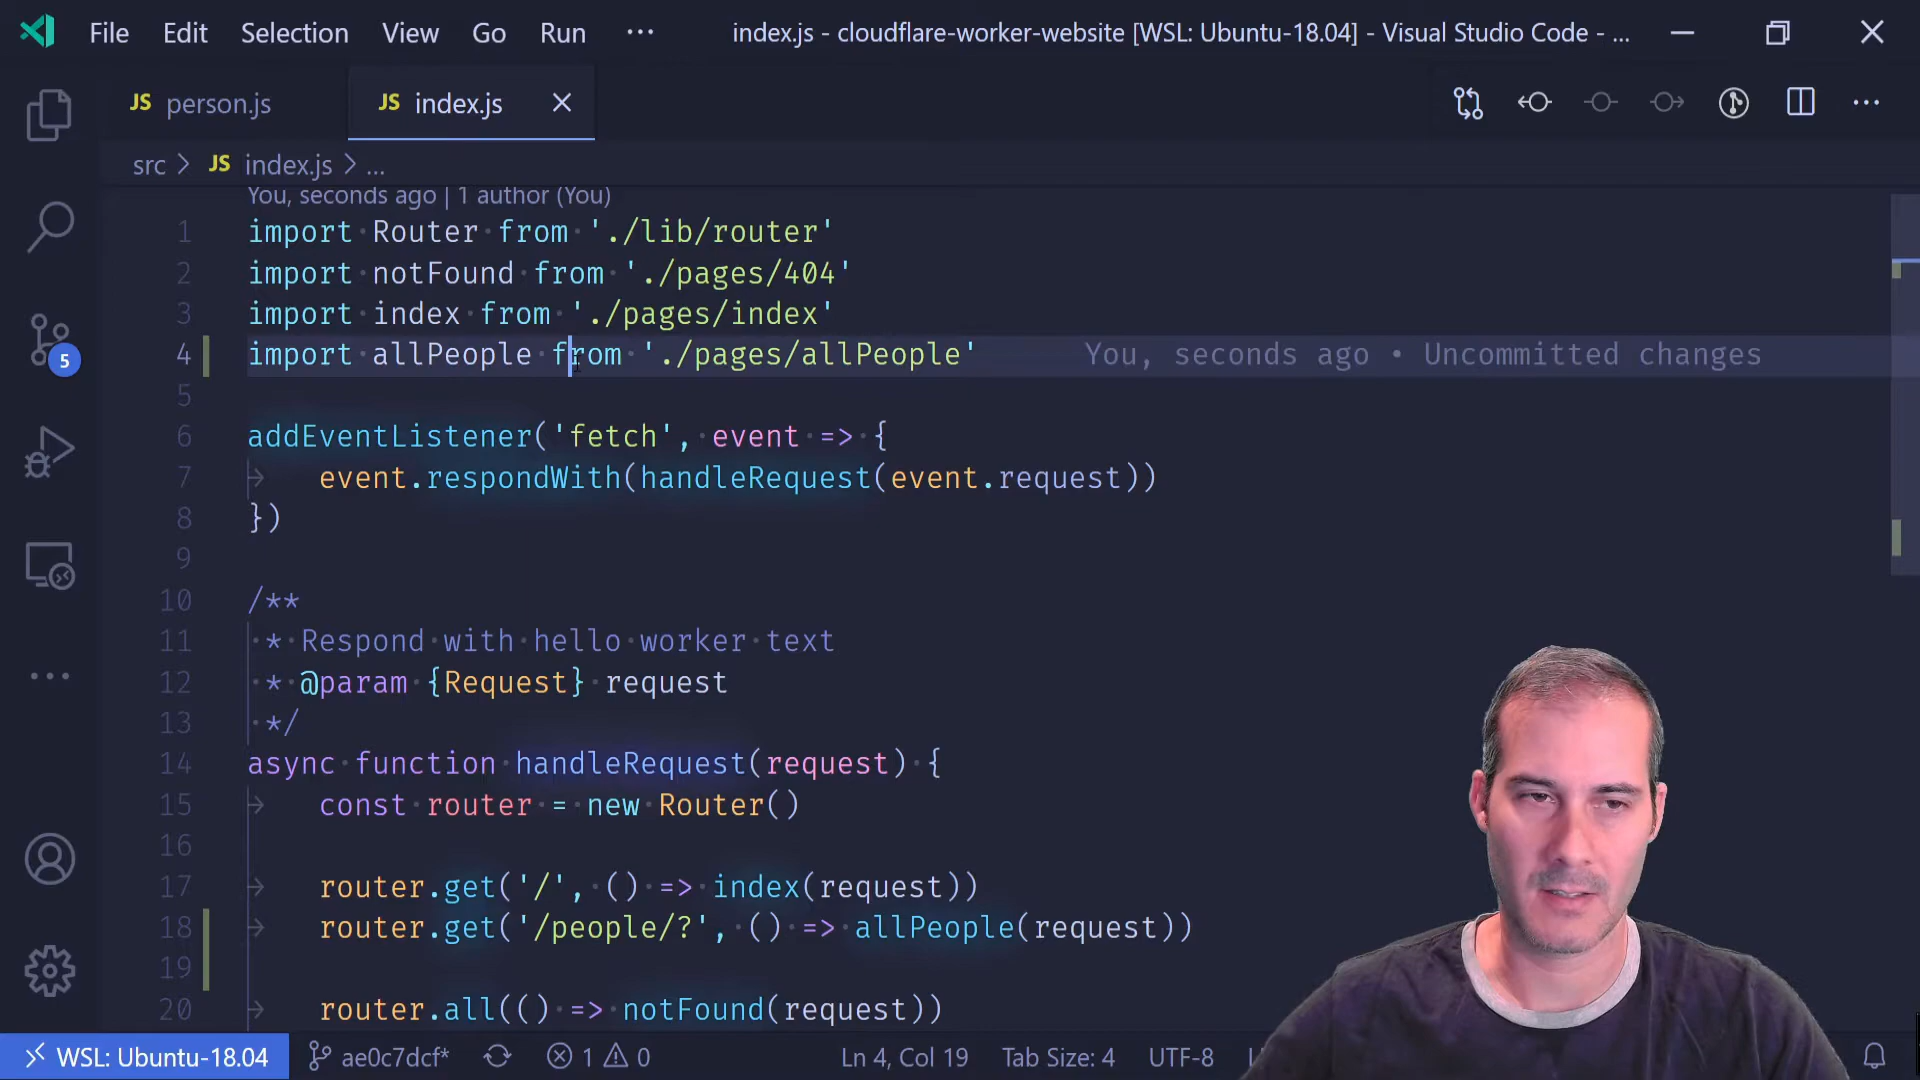 File Edit Selection View Go Run ··· index.js - cloudflare-worker-website [WSL: Ubuntu-18.04] - Visual Studio Code - ...
JS person.js JS index.js
src > JS index.js > ...
You, seconds ago | 1 author (You)
1 import Router from './lib/router'
2 import notFound from './pages/404'
3 import index from './pages/index'
4 import allPeople from './pages/allPeople' You, seconds ago • Uncommitted changes
5
6 addEventListener('fetch', event => {
7 event.respondWith(handleRequest(event.request))
8 })
9
10 /**
11 * Respond with hello worker text
12 * @param {Request} request
13 */
14 async function handleRequest(request) {
15 const router = new Router()
16
17 router.get('/', () => index(request))
18 router.get('/people/?', () => allPeople(request))
19
20 router.all(() => notFound(request))
5
WSL: Ubuntu-18.04 ae0c7dcf* 1 0 Ln 4, Col 19 Tab Size: 4 UTF-8